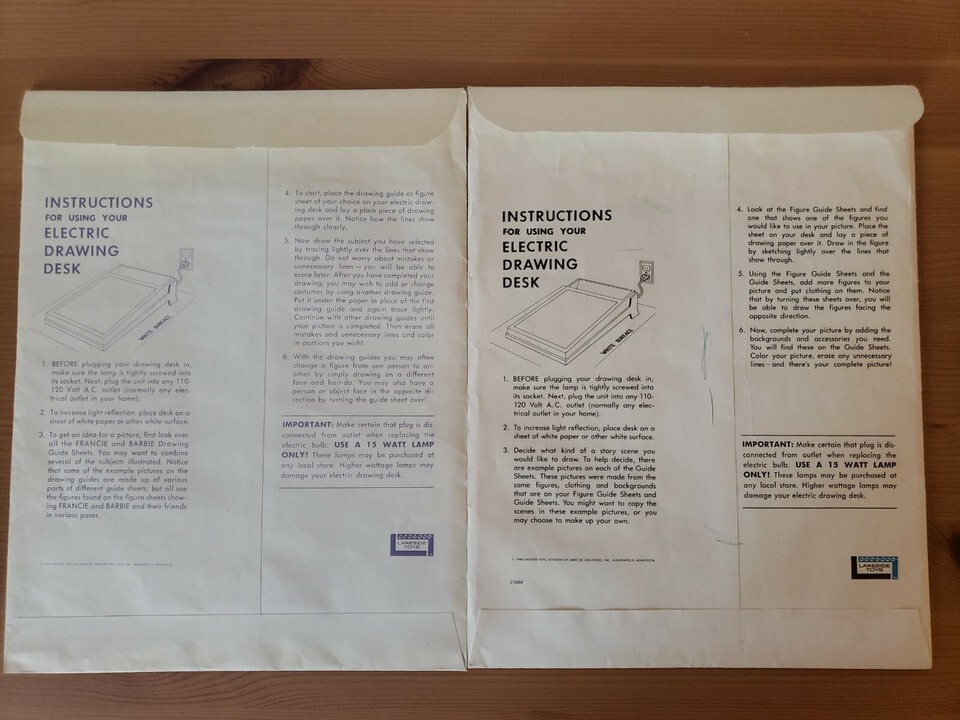 INSTRUCTIONS
FOR USING YOUR
ELECTRIC
DRAWING
DESK
WHITE SURFACE
1. BEFORE plugging your drawing desk in,
make sure the lamp is tightly screwed into
its socket. Next, plug the unit into any 110-
120 Volt A.C. outlet (normally any elec-
trical outlet in your home).
2. To increase light reflection, place desk on a
sheet of white paper or other white surface.
3. To get an idea for a picture, first look over
all the FRANCIE and BARBIE Drawing
Guide Sheets. You may want to combine
several of the subjects illustrated. Notice
that some of the example pictures on the
drawing guides are made up of various
parts of different guide sheets, but all use
the figures found on the figure sheets show-
ing FRANCIE and BARBIE and their friends
in various poses.
4. To start, place the drawing guide or figure
sheet of your choice on your electric draw-
ing desk and lay a plain piece of drawing
paper over it. Notice how the lines show
through clearly.
5. Now draw the subject you have selected
by tracing lightly over the lines that show
through. Do not worry about mistakes or
unnecessary lines—you will be able to
erase later. After you have completed your
drawing, you may wish to add or change
costumes by using another drawing guide.
Put it under the paper in place of the first
drawing guide and again trace lightly.
Continue with other drawing guides until
your picture is completed. Then erase all
mistakes and unnecessary lines and color
in portions you wish!
6. With the drawing guides you may often
change a figure from one person to an-
other by simply drawing on a different
face and hair-do. You may also have a
person or object face in the opposite di-
rection by turning the guide sheet over!
IMPORTANT: Make certain that plug is dis-
connected from outlet when replacing the
electric bulb. USE A 15 WATT LAMP
ONLY! These lamps may be purchased at
any local store. Higher wattage lamps may
damage your electric drawing desk.
LAKESIDE
TOYS
INSTRUCTIONS
FOR USING YOUR
ELECTRIC
DRAWING
DESK
WHITE SURFACE
1. BEFORE plugging your drawing desk in,
make sure the lamp is tightly screwed into
its socket. Next, plug the unit into any 110-
120 Volt A.C. outlet (normally any elec-
trical outlet in your home).
2. To increase light reflection, place desk on a
sheet of white paper or other white surface.
3. Decide what kind of a story scene you
would like to draw. To help decide, there
are example pictures on each of the Guide
Sheets. These pictures were made from the
same figures, clothing and backgrounds
that are on your Figure Guide Sheets and
Guide Sheets. You might want to copy the
scenes in these example pictures, or you
may choose to make up your own.
LAKESIDE TOYS, DIVISION OF LAKESIDE INDUSTRIES, INC., MINNEAPOLIS, MINNESOTA
4. Look at the Figure Guide Sheets and find
one that shows one of the figures you
would like to use in your picture. Place the
sheet on your desk and lay a piece of
drawing paper over it. Draw in the figure
by sketching lightly over the lines that
show through.
5. Using the Figure Guide Sheets and the
Guide Sheets, add more figures to your
picture and put clothing on them. Notice
that by turning these sheets over, you will
be able to draw the figures facing the
opposite direction.
6. Now, complete your picture by adding the
backgrounds and accessories you need.
You will find these on the Guide Sheets.
Color your picture, erase any unnecessary
lines—and there's your complete picture!
IMPORTANT: Make certain that plug is dis-
connected from outlet when replacing the
electric bulb. USE A 15 WATT LAMP
ONLY! These lamps may be purchased at
any local store. Higher wattage lamps may
damage your electric drawing desk.
LAKESIDE
TOYS